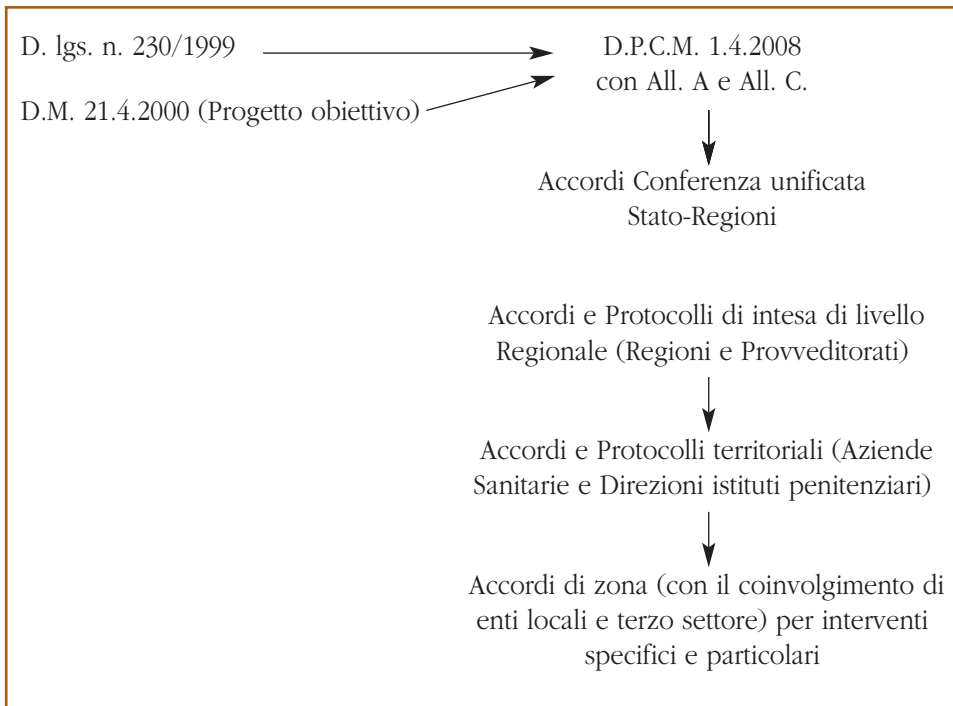 D. lgs. n. 230/1999
D.M. 21.4.2000 (Progetto obiettivo)
D.P.C.M. 1.4.2008
con All. A e All. C.
Accordi Conferenza unificata
Stato-Regioni
Accordi e Protocolli di intesa di livello
Regionale (Regioni e Provveditorati)
Accordi e Protocolli territoriali (Aziende
Sanitarie e Direzioni istituti penitenziari)
Accordi di zona (con il coinvolgimento di
enti locali e terzo settore) per interventi
specifici e particolari